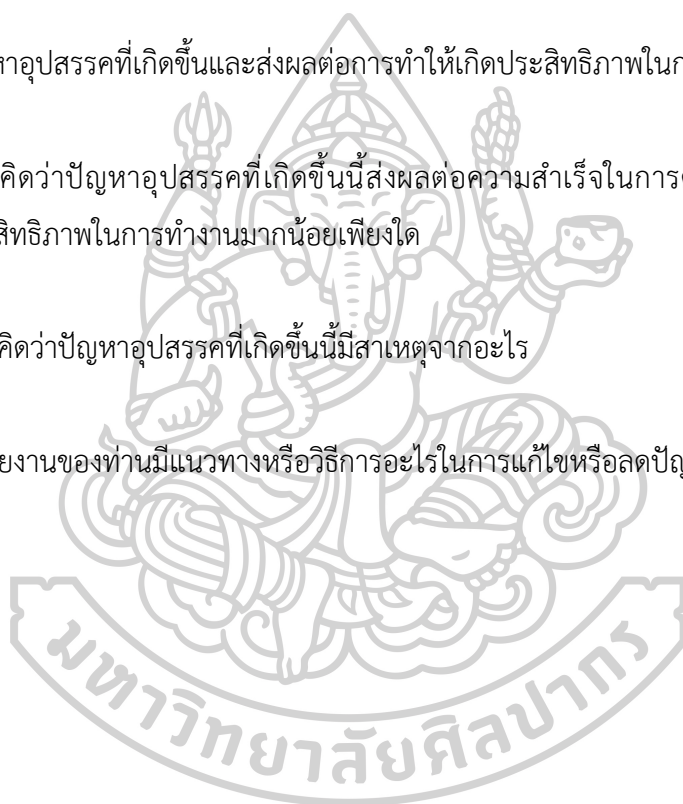 หาอุปสรรคที่เกิดขึ้นและส่งผลต่อการทำให้เกิดประสิทธิภาพในก
คิดว่าปัญหาอุปสรรคที่เกิดขึ้นนี้ส่งผลต่อความสำเร็จในการ
สิทธิภาพในการทำงานมากน้อยเพียงใด
คิดว่าปัญหาอุปสรรคที่เกิดขึ้นนี้มีสาเหตุจากอะไร
ยงานของท่านมีแนวทางหรือวิธีการอะไรในการแก้ไขหรือลดปัญ
มหาวิทยาลัยศิลปากร